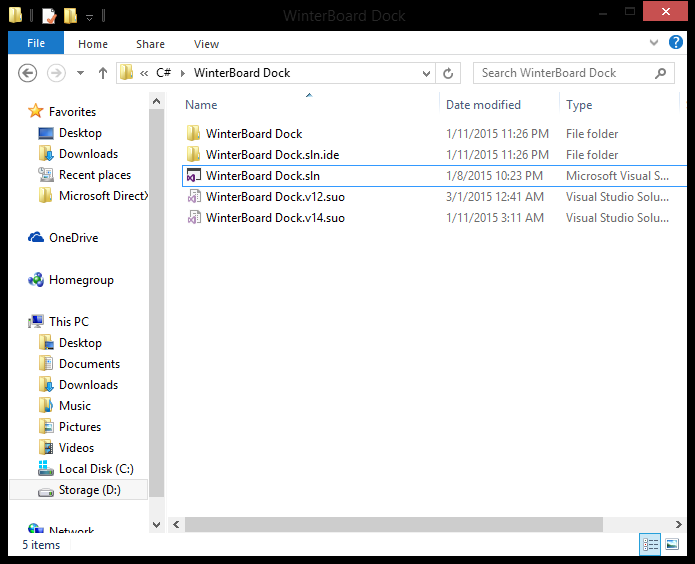 WinterBoard Dock
File Home Share View
« C# WinterBoard Dock Search WinterBoard Dock
Name Date modified Type
Favorites
Desktop
Downloads
Recent places
Microsoft DirectX
OneDrive
Homegroup
This PC
Desktop
Documents
Downloads
Music
Pictures
Videos
Local Disk (C:)
Storage (D:)
Network
WinterBoard Dock 1/11/2015 11:26 PM File folder
WinterBoard Dock.sln.ide 1/11/2015 11:26 PM File folder
WinterBoard Dock.sln 1/8/2015 10:23 PM Microsoft Visual S...
WinterBoard Dock.v12.suo 3/1/2015 12:41 AM Visual Studio Solu...
WinterBoard Dock.v14.suo 1/11/2015 3:11 AM Visual Studio Solu...
5 items